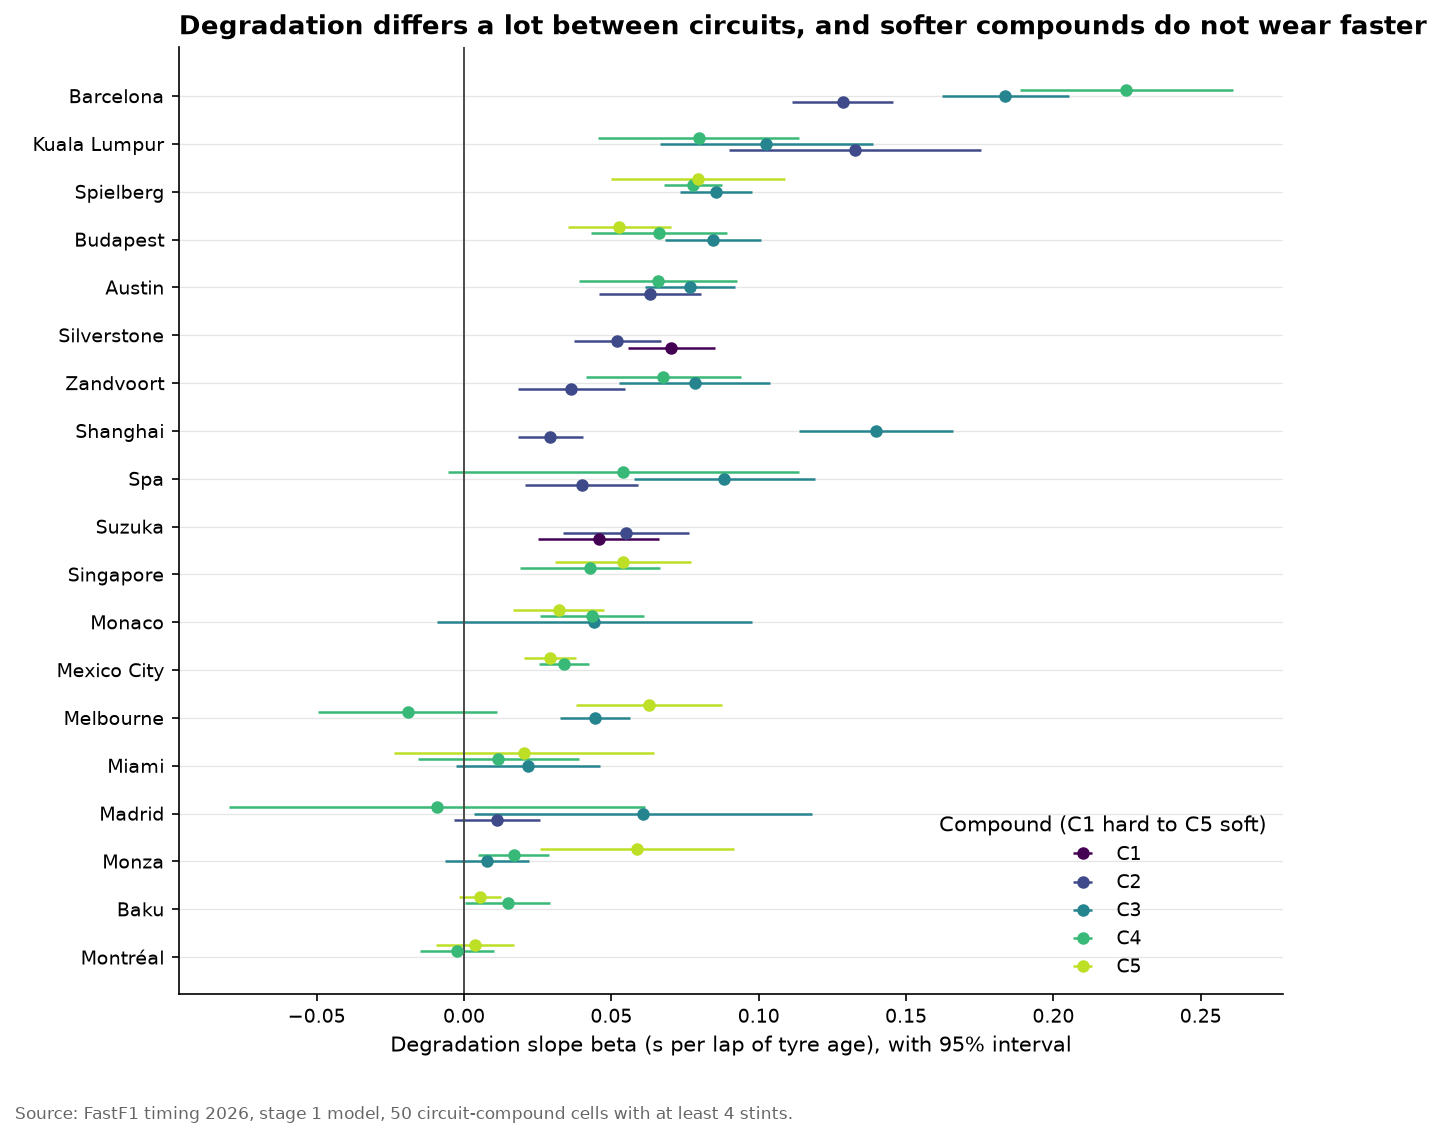 Degradation differs a lot between circuits, and softer compounds do not wear faster
Barcelona
Kuala Lumpur
Spielberg
Budapest
Austin
Silverstone
Zandvoort
Shanghai
Spa
Suzuka
Singapore
Monaco
Mexico City
Melbourne
Miami
Madrid
Monza
Baku
Montréal
Compound (C1 hard to C5 soft)
C1
C2
C3
C4
C5
−0.05 0.00 0.05 0.10 0.15 0.20 0.25
Degradation slope beta (s per lap of tyre age), with 95% interval
Source: FastF1 timing 2026, stage 1 model, 50 circuit-compound cells with at least 4 stints.